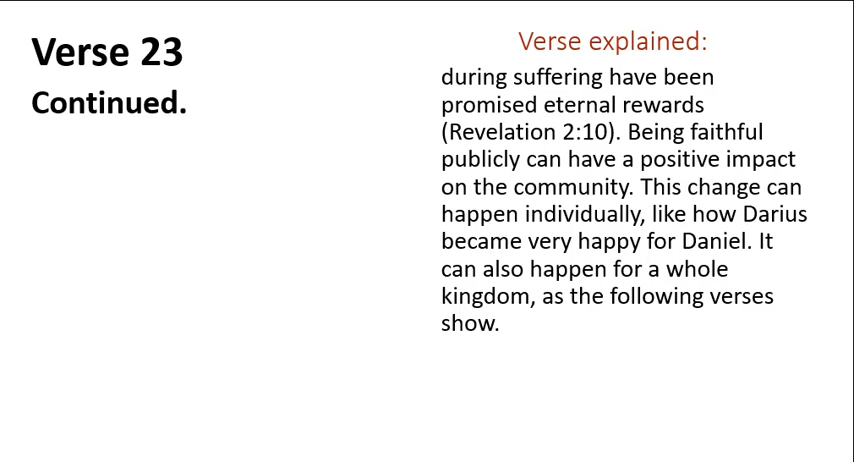 Verse 23
Continued.
Verse explained:
during suffering have been
promised eternal rewards
(Revelation 2:10). Being faithful
publicly can have a positive impact
on the community. This change can
happen individually, like how Darius
became very happy for Daniel. It
can also happen for a whole
kingdom, as the following verses
show.